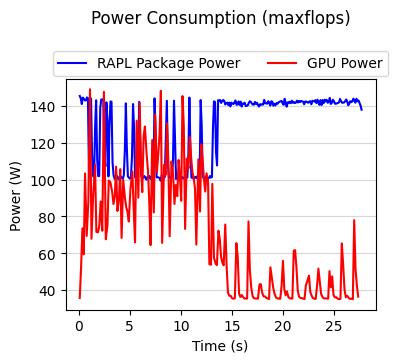 Power Consumption (maxflops)
RAPL Package Power GPU Power
140
120
100
80
60
40
Power (W)
0 5 10 15 20 25
Time (s)